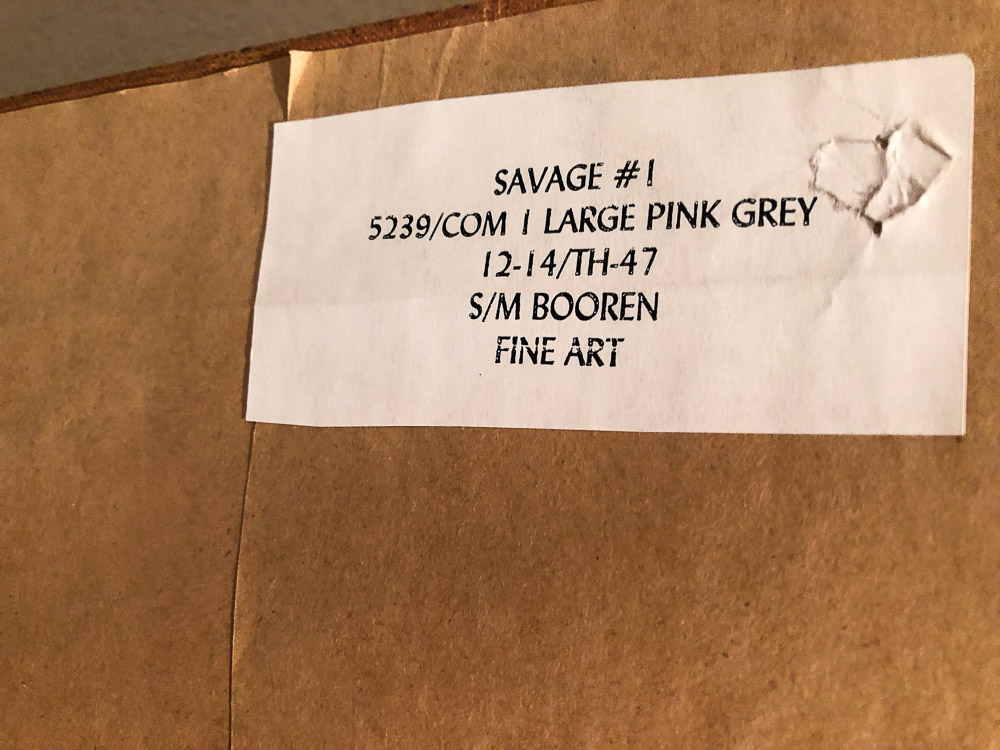 SAVAGE #1
5239/COM 1 LARGE PINK GREY
12-14/TH-47
S/M BOOREN
FINE ART